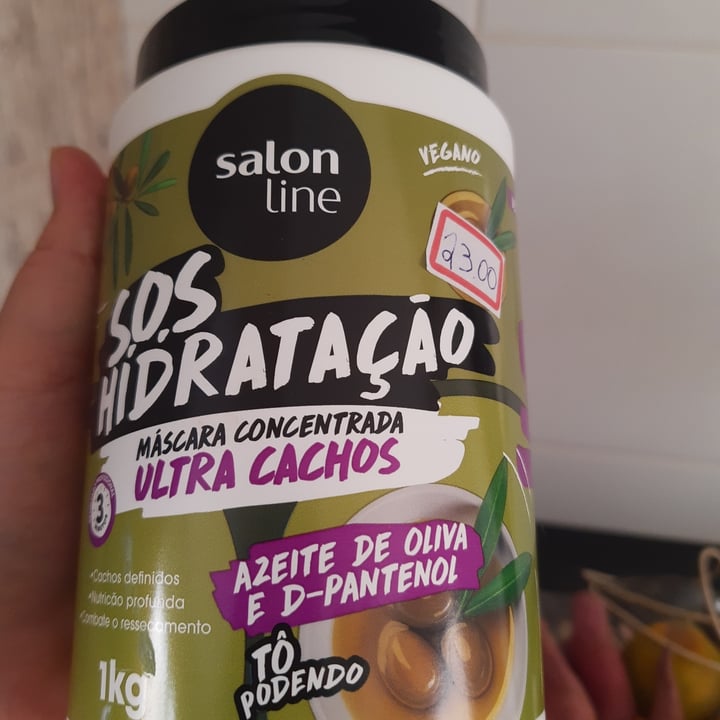 salon
line
VEGANO
23.00
S.O.S
HIDRATAÇÃO
MÁSCARA CONCENTRADA
ULTRA CACHOS
3
AZEITE DE OLIVA
E D-PANTENOL
•Cachos definidos
•Nutrição profunda
•Combate o ressecamento
TÔ
PODENDO
1kg